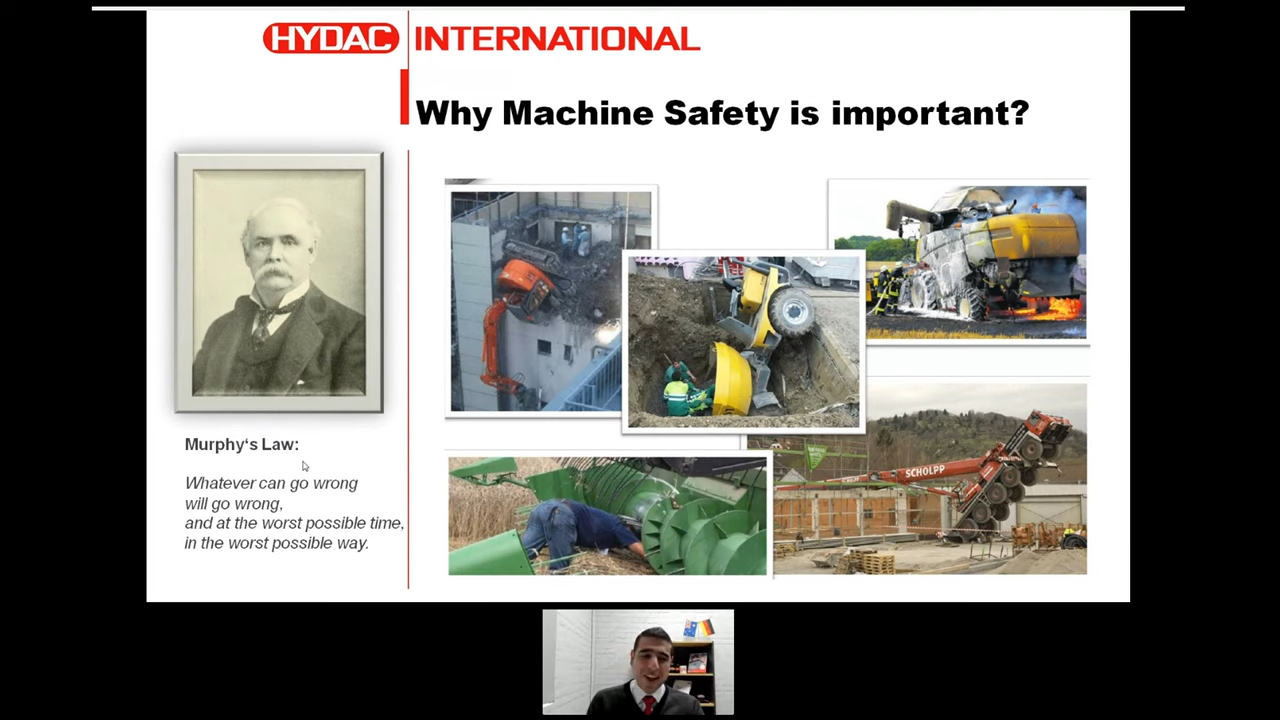 HYDAC INTERNATIONAL
Why Machine Safety is important?
Murphy‘s Law:
Whatever can go wrong
will go wrong,
and at the worst possible time,
in the worst possible way.
SCHOLPP